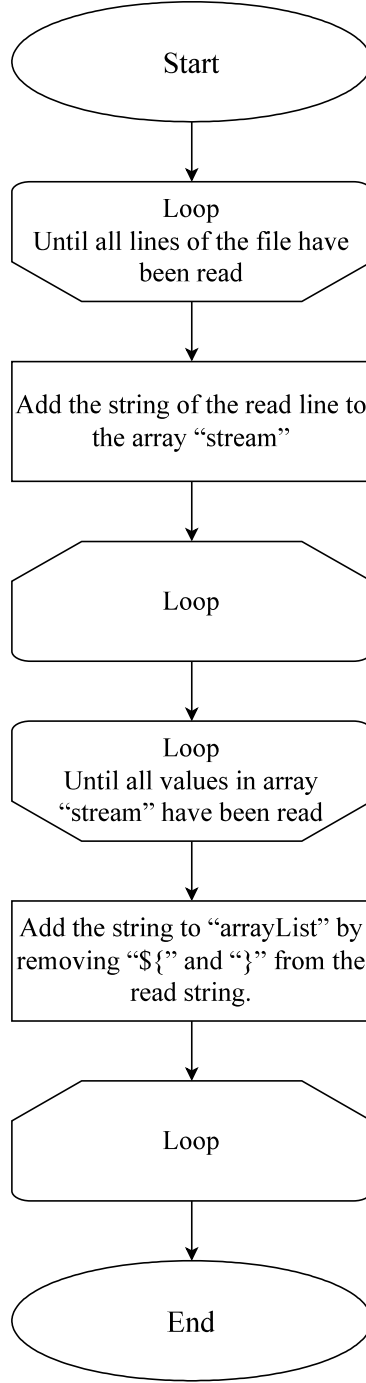 Start
Loop
Until all lines of the file have
been read
Add the string of the read line to
the array “stream”
Loop
Loop
Until all values in array
“stream” have been read
Add the string to “arrayList” by
removing “${” and “}” from the
read string.
Loop
End